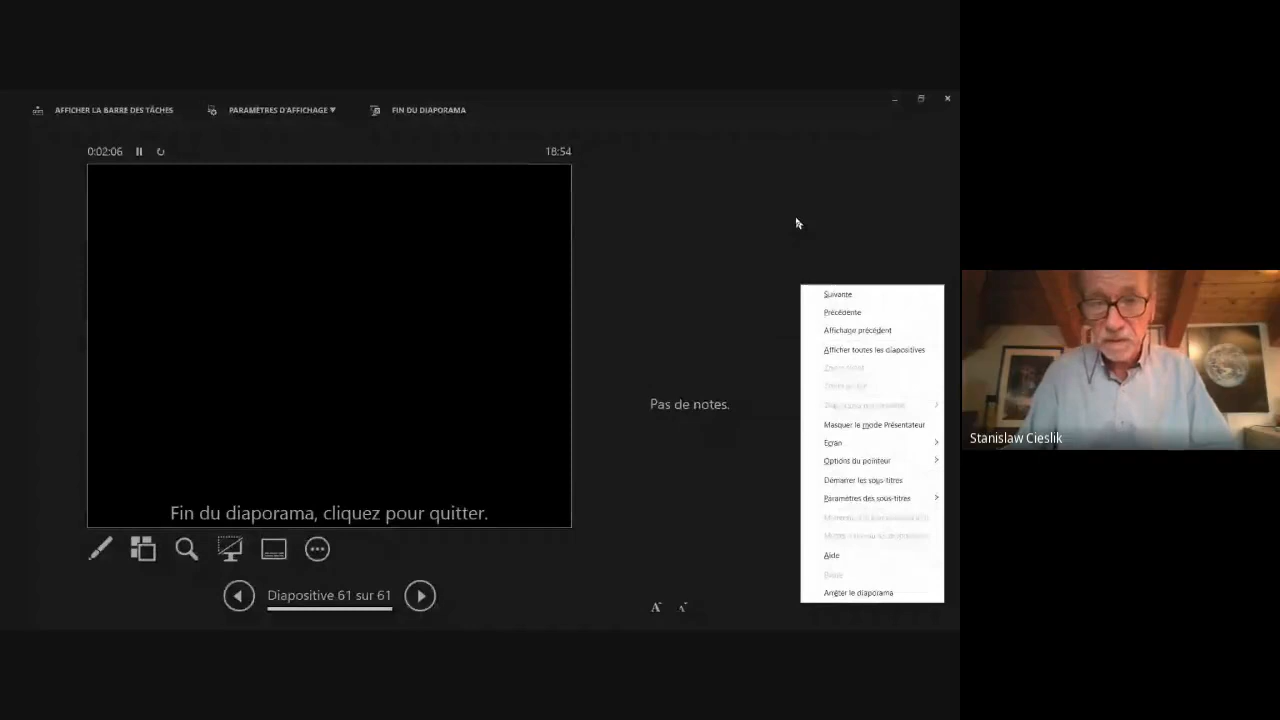 AFFICHER LA BARRE DES TÂCHES
PARAMÈTRES D'AFFICHAGE ▼
FIN DU DIAPORAMA
0:02:06
18:54
Fin du diaporama, cliquez pour quitter.
Diapositive 61 sur 61
Pas de notes.
A
A
Suivante
Précédente
Affichage précédent
Afficher toutes les diapositives
Masquer le mode Présentateur
Écran
Options du pointeur
Démarrer les sous-titres
Paramètres des sous-titres
Aide
Pause
Arrêter le diaporama
Stanislaw Cieslik